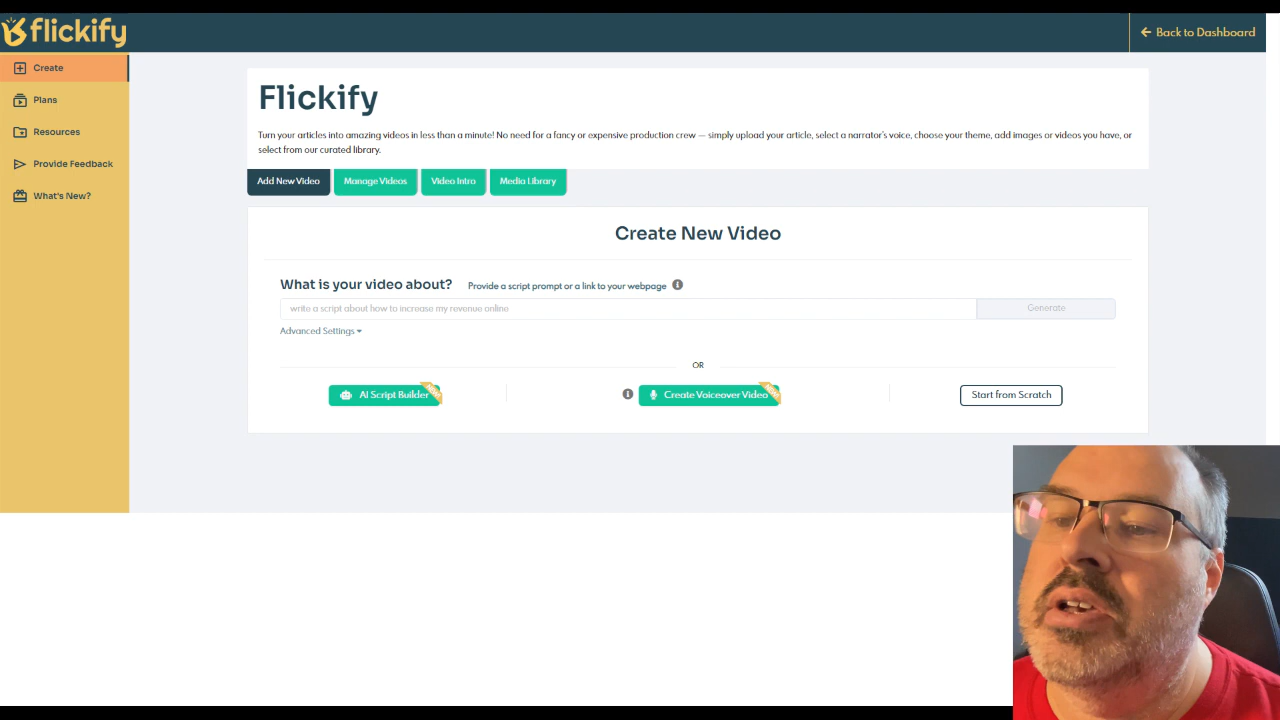 flickify
Back to Dashboard
Create
Plans
Resources
Provide Feedback
What's New?
Flickify
Turn your articles into amazing videos in less than a minute! No need for a fancy or expensive production crew — simply upload your article, select a narrator's voice, choose your theme, add images or videos you have, or
select from our curated library.
Add New Video
Manage Videos
Video Intro
Media Library
Create New Video
What is your video about? Provide a script prompt or a link to your webpage
write a script about how to increase my revenue online
Generate
Advanced Settings
OR
AI Script Builder
Create Voiceover Video
Start from Scratch